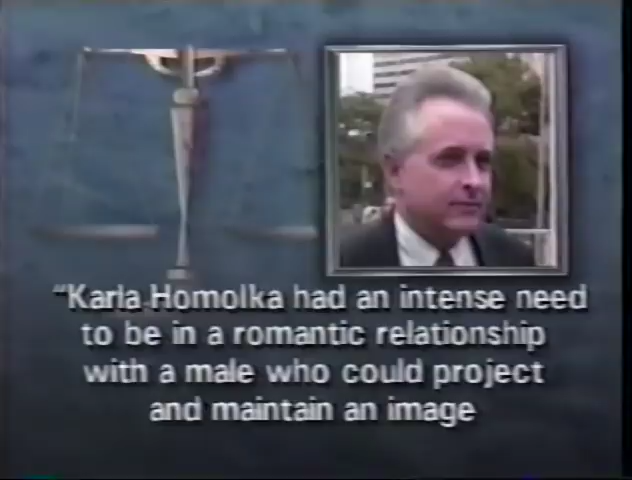 "Karla Homolka had an intense need
to be in a romantic relationship
with a male who could project
and maintain an image